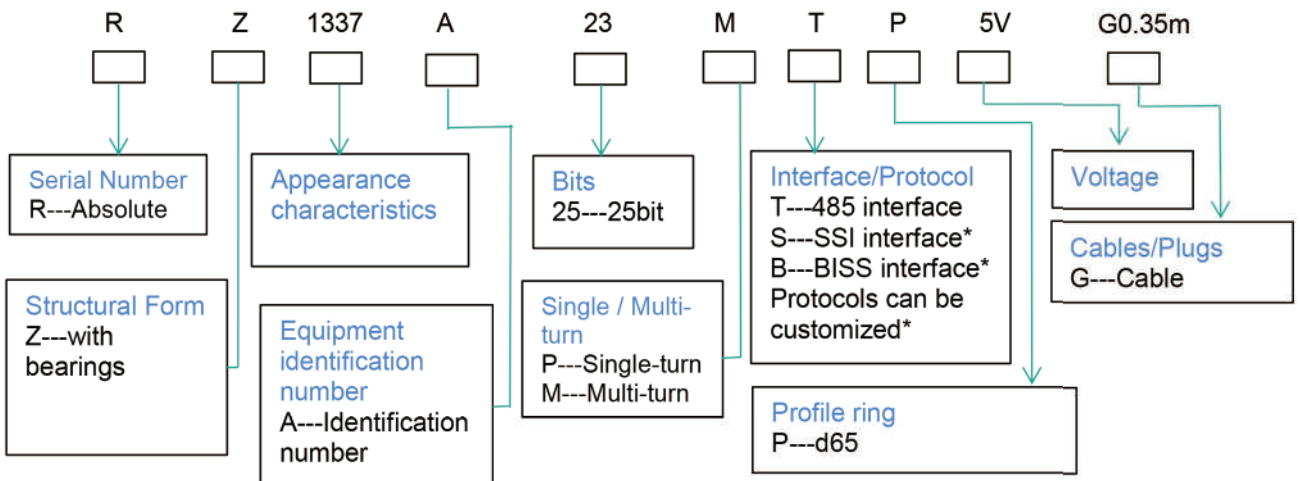 R Z 1337 A 23 M T P 5V G0.35m
Serial Number
R---Absolute
Appearance
characteristics
Bits
25---25bit
Interface/Protocol
T---485 interface
S---SSI interface*
B---BISS interface*
Protocols can be
customized*
Voltage
Cables/Plugs
G---Cable
Structural Form
Z---with
bearings
Equipment
identification
number
A---Identification
number
Single / Multi-
turn
P---Single-turn
M---Multi-turn
Profile ring
P---d65